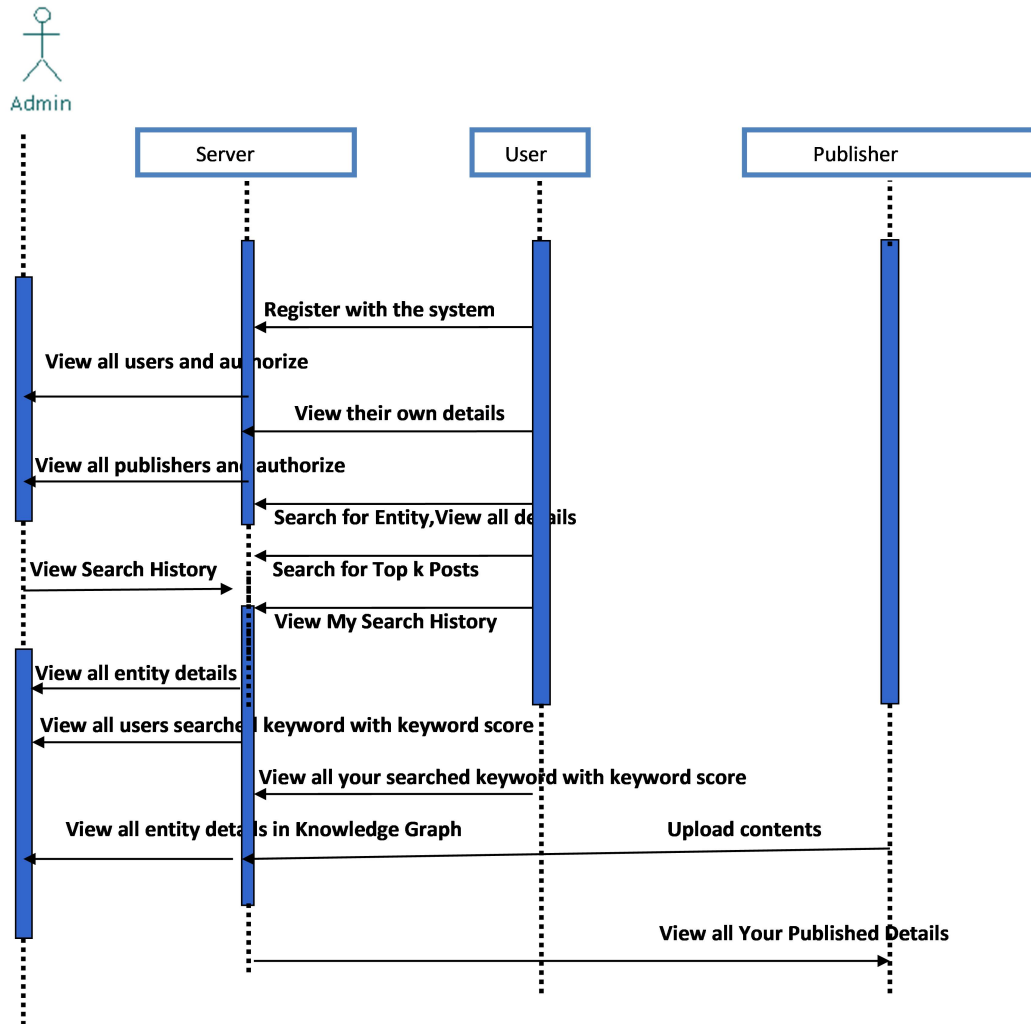 Admin
Server
User
Publisher
Register with the system
View all users and authorize
View their own details
View all publishers and authorize
Search for Entity,View all details
View Search History
Search for Top k Posts
View My Search History
View all entity details
View all users searched keyword with keyword score
View all your searched keyword with keyword score
View all entity details in Knowledge Graph
Upload contents
View all Your Published Details